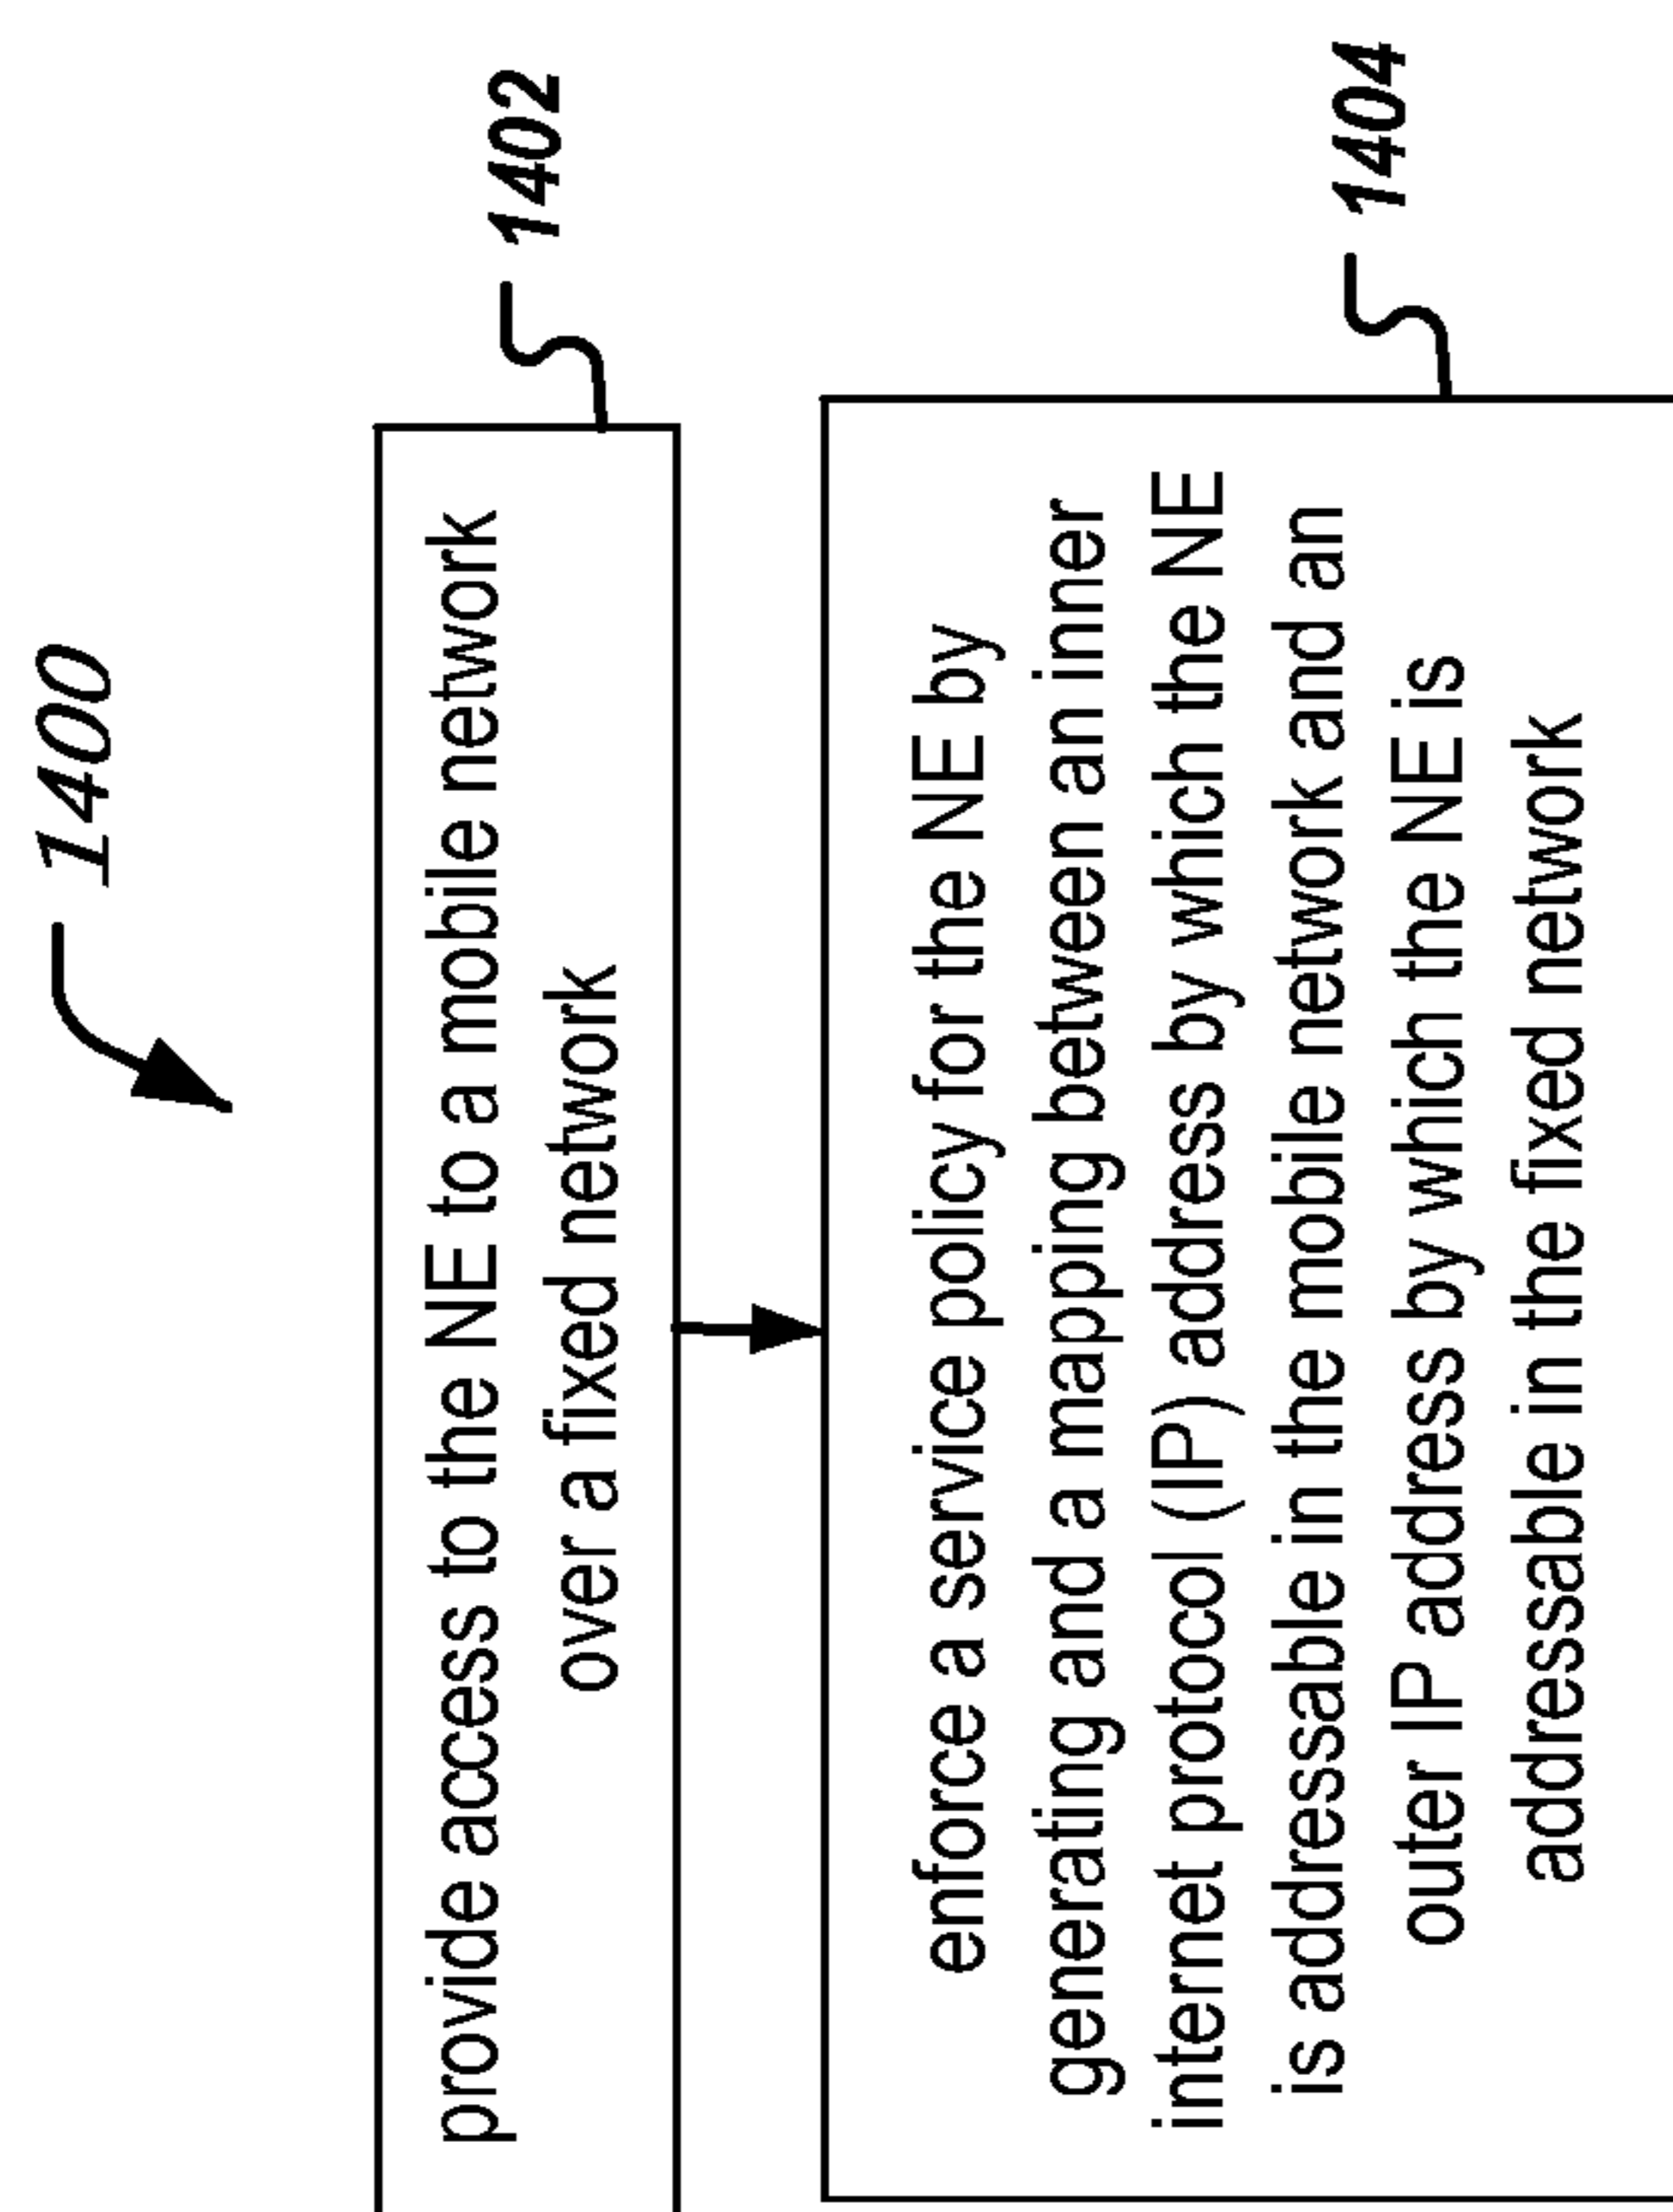 1400
1402
provide access to the NE to a mobile network
over a fixed network
1404
enforce a service policy for the NE by
generating and a mapping between an inner
internet protocol (IP) address by which the NE
is addressable in the mobile network and an
outer IP address by which the NE is
addressable in the fixed network